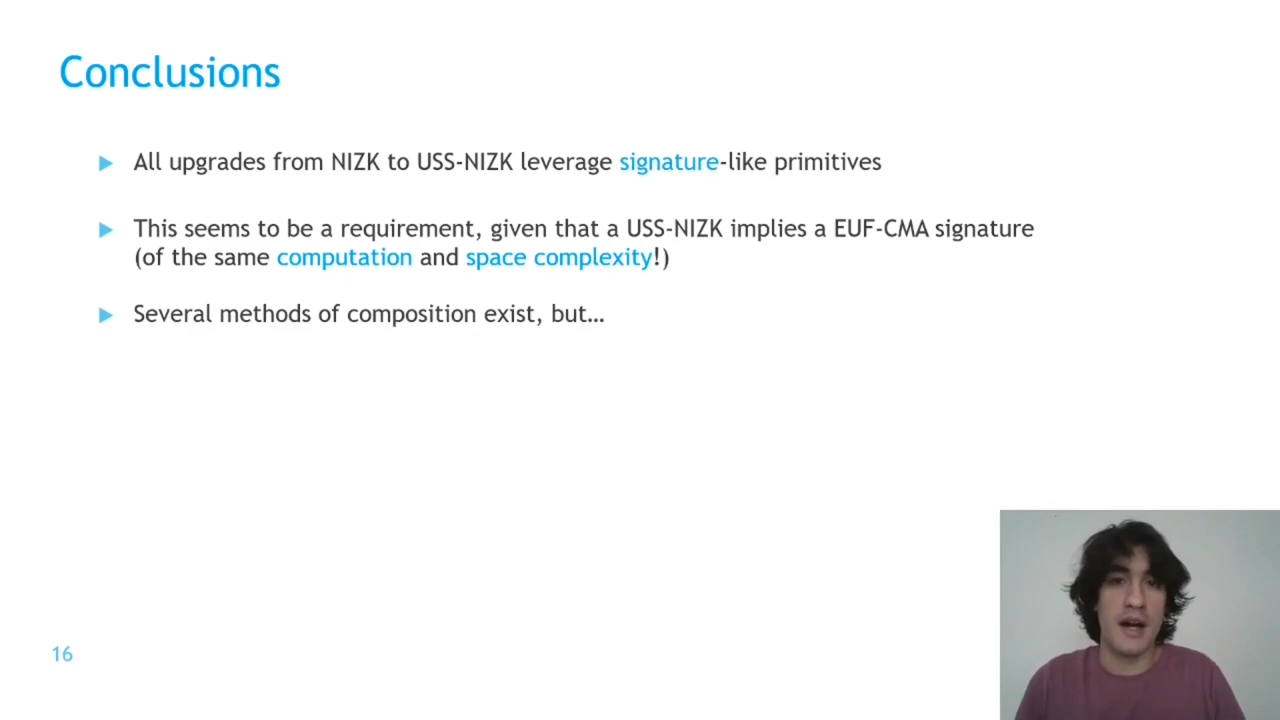 Conclusions
All upgrades from NIZK to USS-NIZK leverage signature-like primitives
This seems to be a requirement, given that a USS-NIZK implies a EUF-CMA signature
(of the same computation and space complexity!)
Several methods of composition exist, but…
16